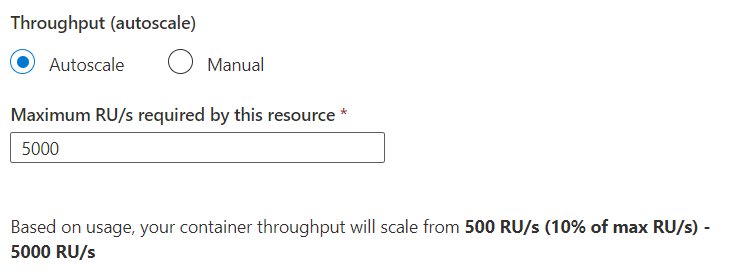 Throughput (autoscale)
Autoscale Manual
Maximum RU/s required by this resource *
5000
Based on usage, your container throughput will scale from 500 RU/s (10% of max RU/s) -
5000 RU/s